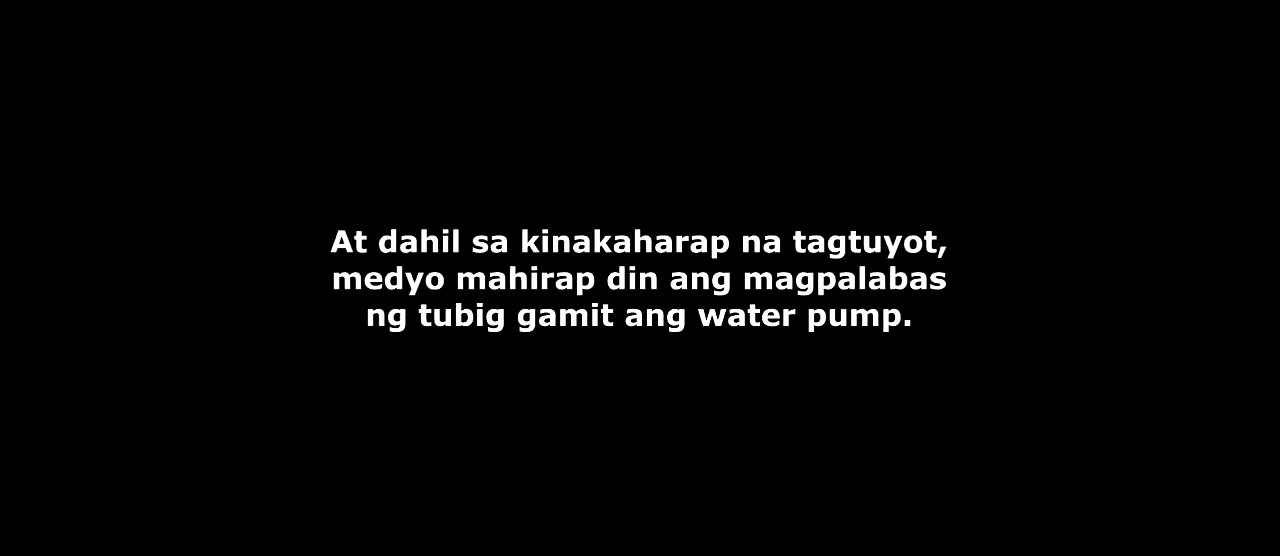 At dahil sa kinakaharap na tagtuyot,
medyo mahirap din ang magpalabas
ng tubig gamit ang water pump.